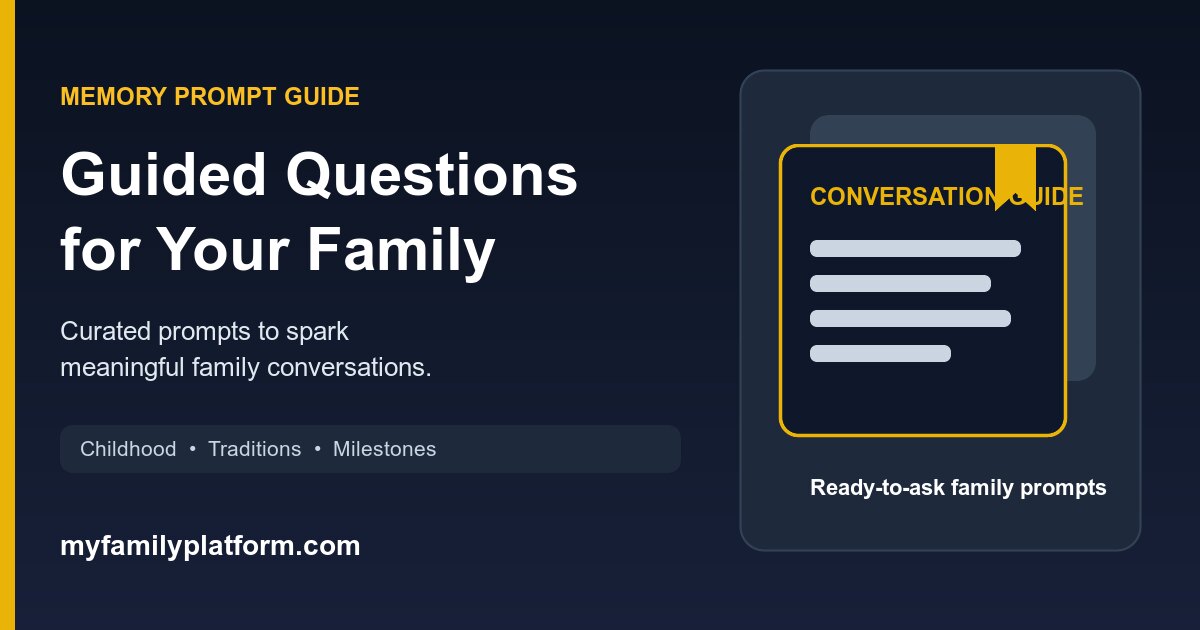 MEMORY PROMPT GUIDE
Guided Questions
for Your Family
Curated prompts to spark
meaningful family conversations.
Childhood • Traditions • Milestones
myfamilyplatform.com
CONVERSATION GUIDE
Ready-to-ask family prompts